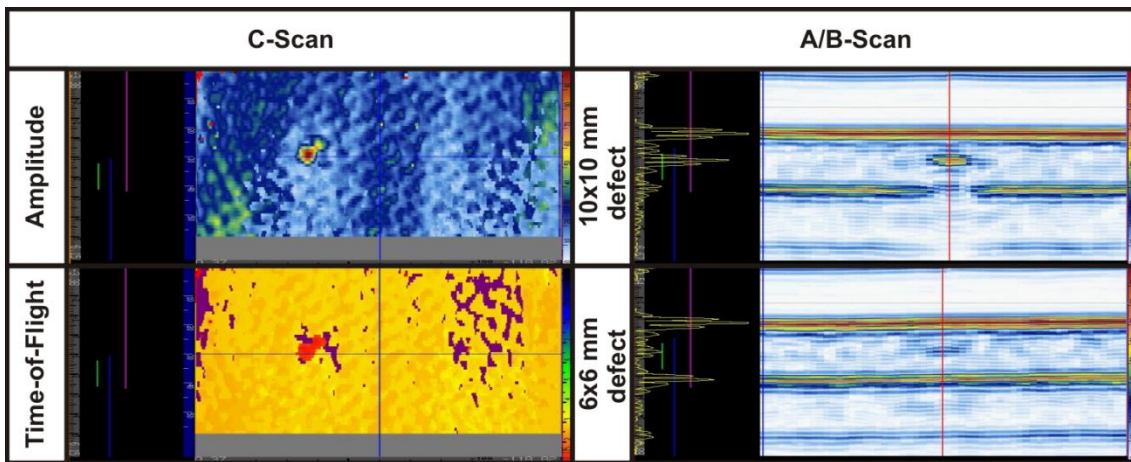 C-Scan
A/B-Scan
Amplitude
10x10 mm
defect
Time-of-Flight
6x6 mm
defect